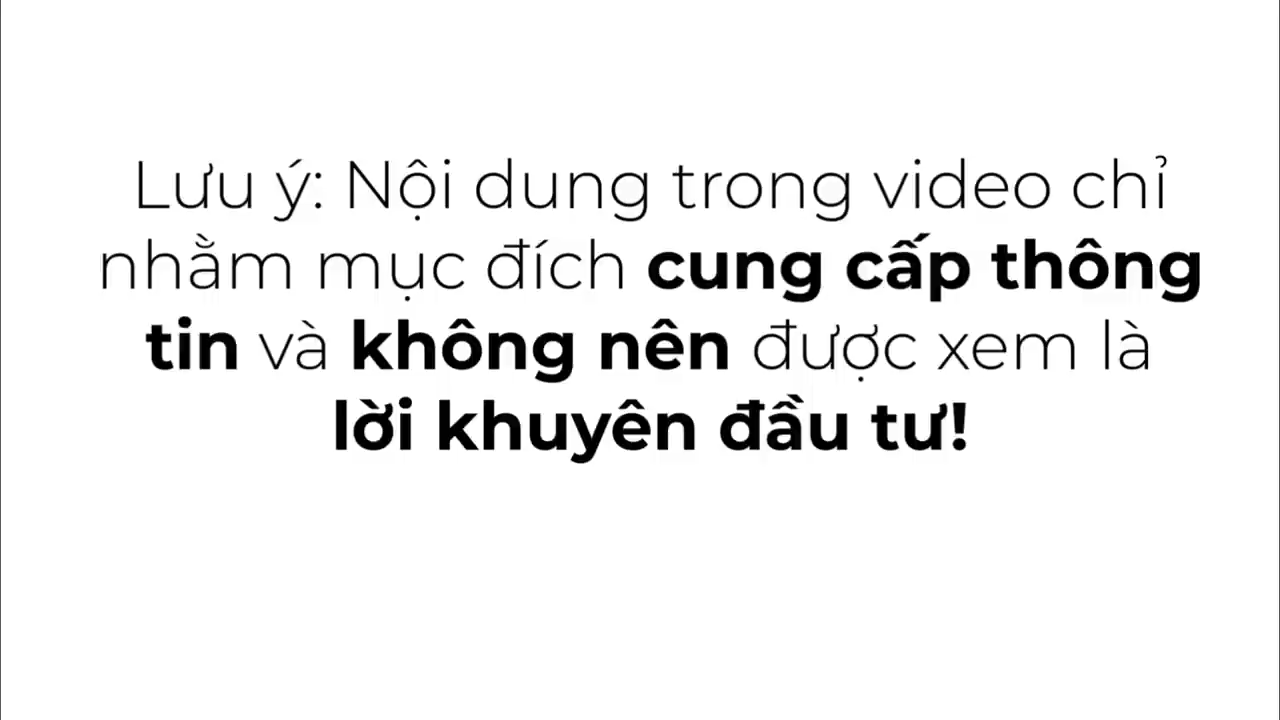 Lưu ý: Nội dung trong video chỉ
nhằm mục đích cung cấp thông
tin và không nên được xem là
lời khuyên đầu tư!